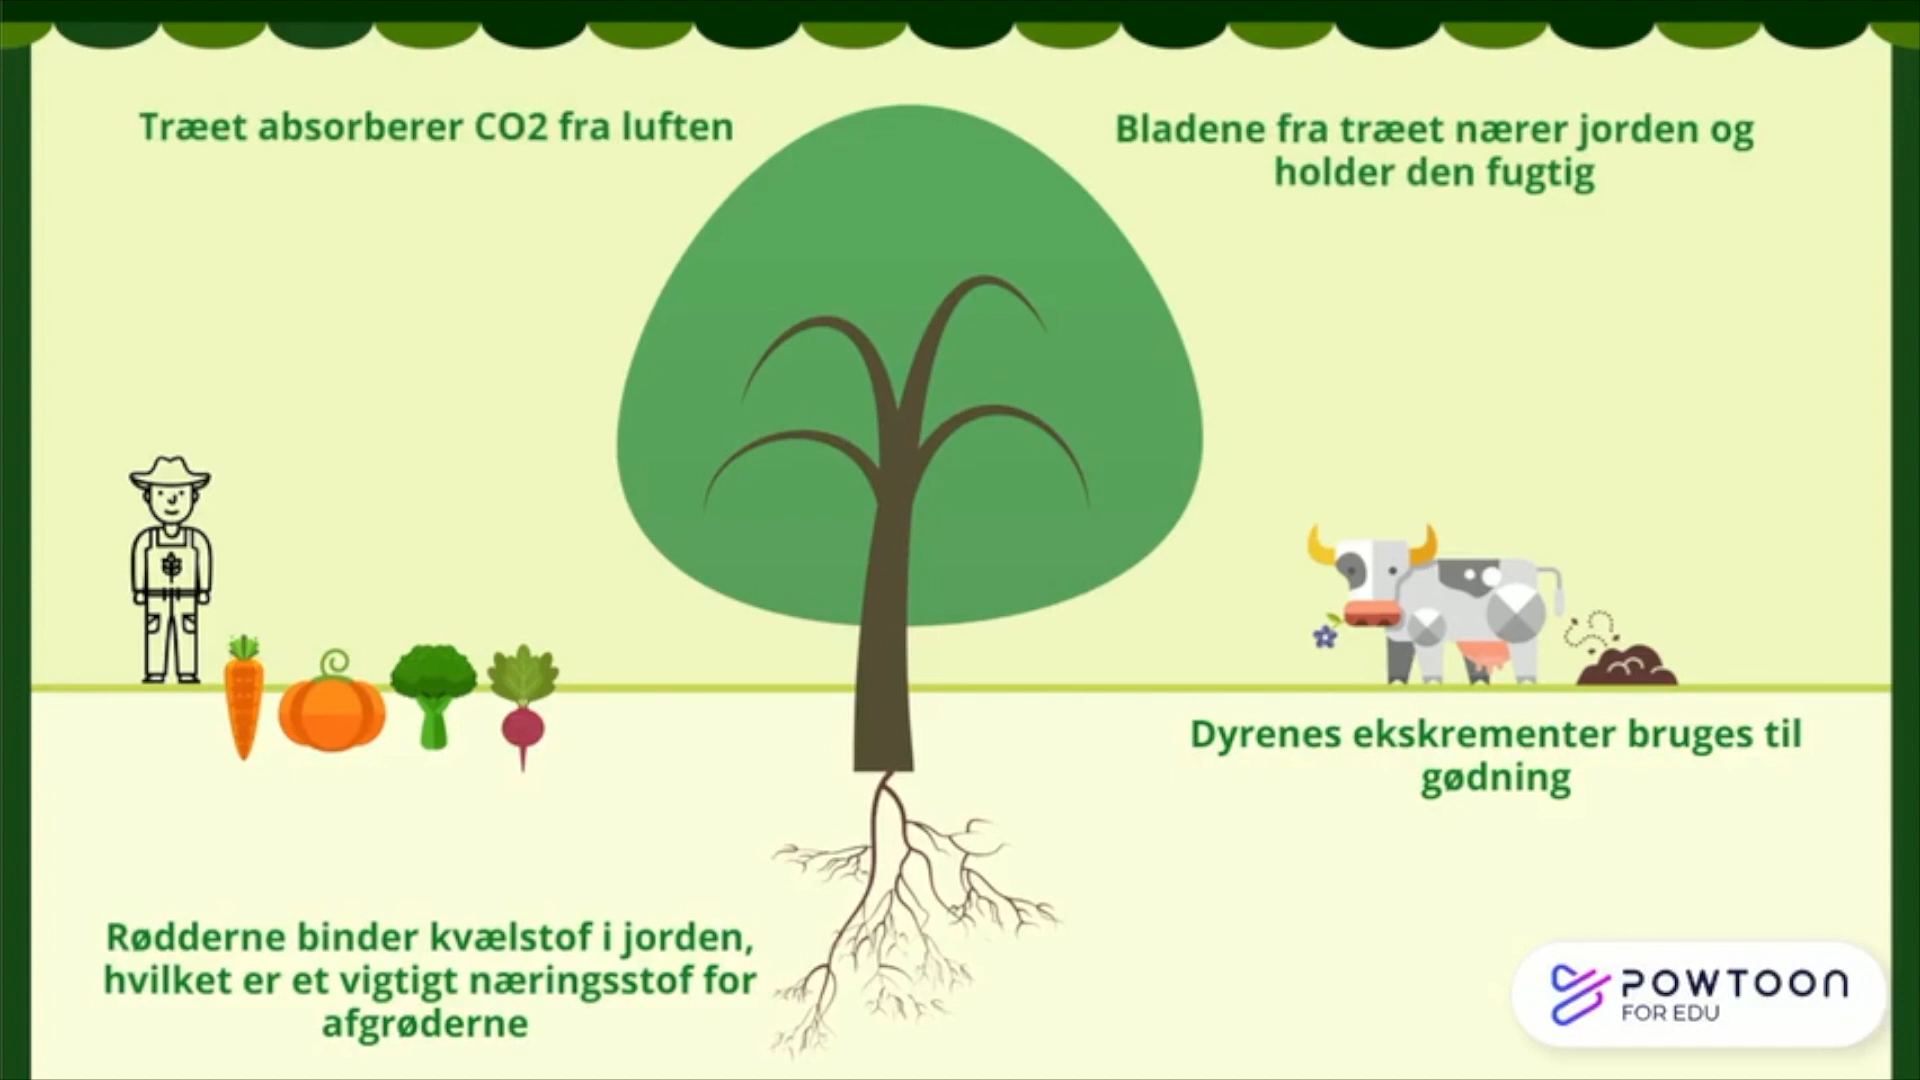 Træet absorberer CO2 fra luften
Bladene fra træet nærer jorden og
holder den fugtig
Dyrenes ekskrementer bruges til
gødning
Rødderne binder kvælstof i jorden,
hvilket er et vigtigt næringsstof for
afgrøderne
POWTOON
FOR EDU